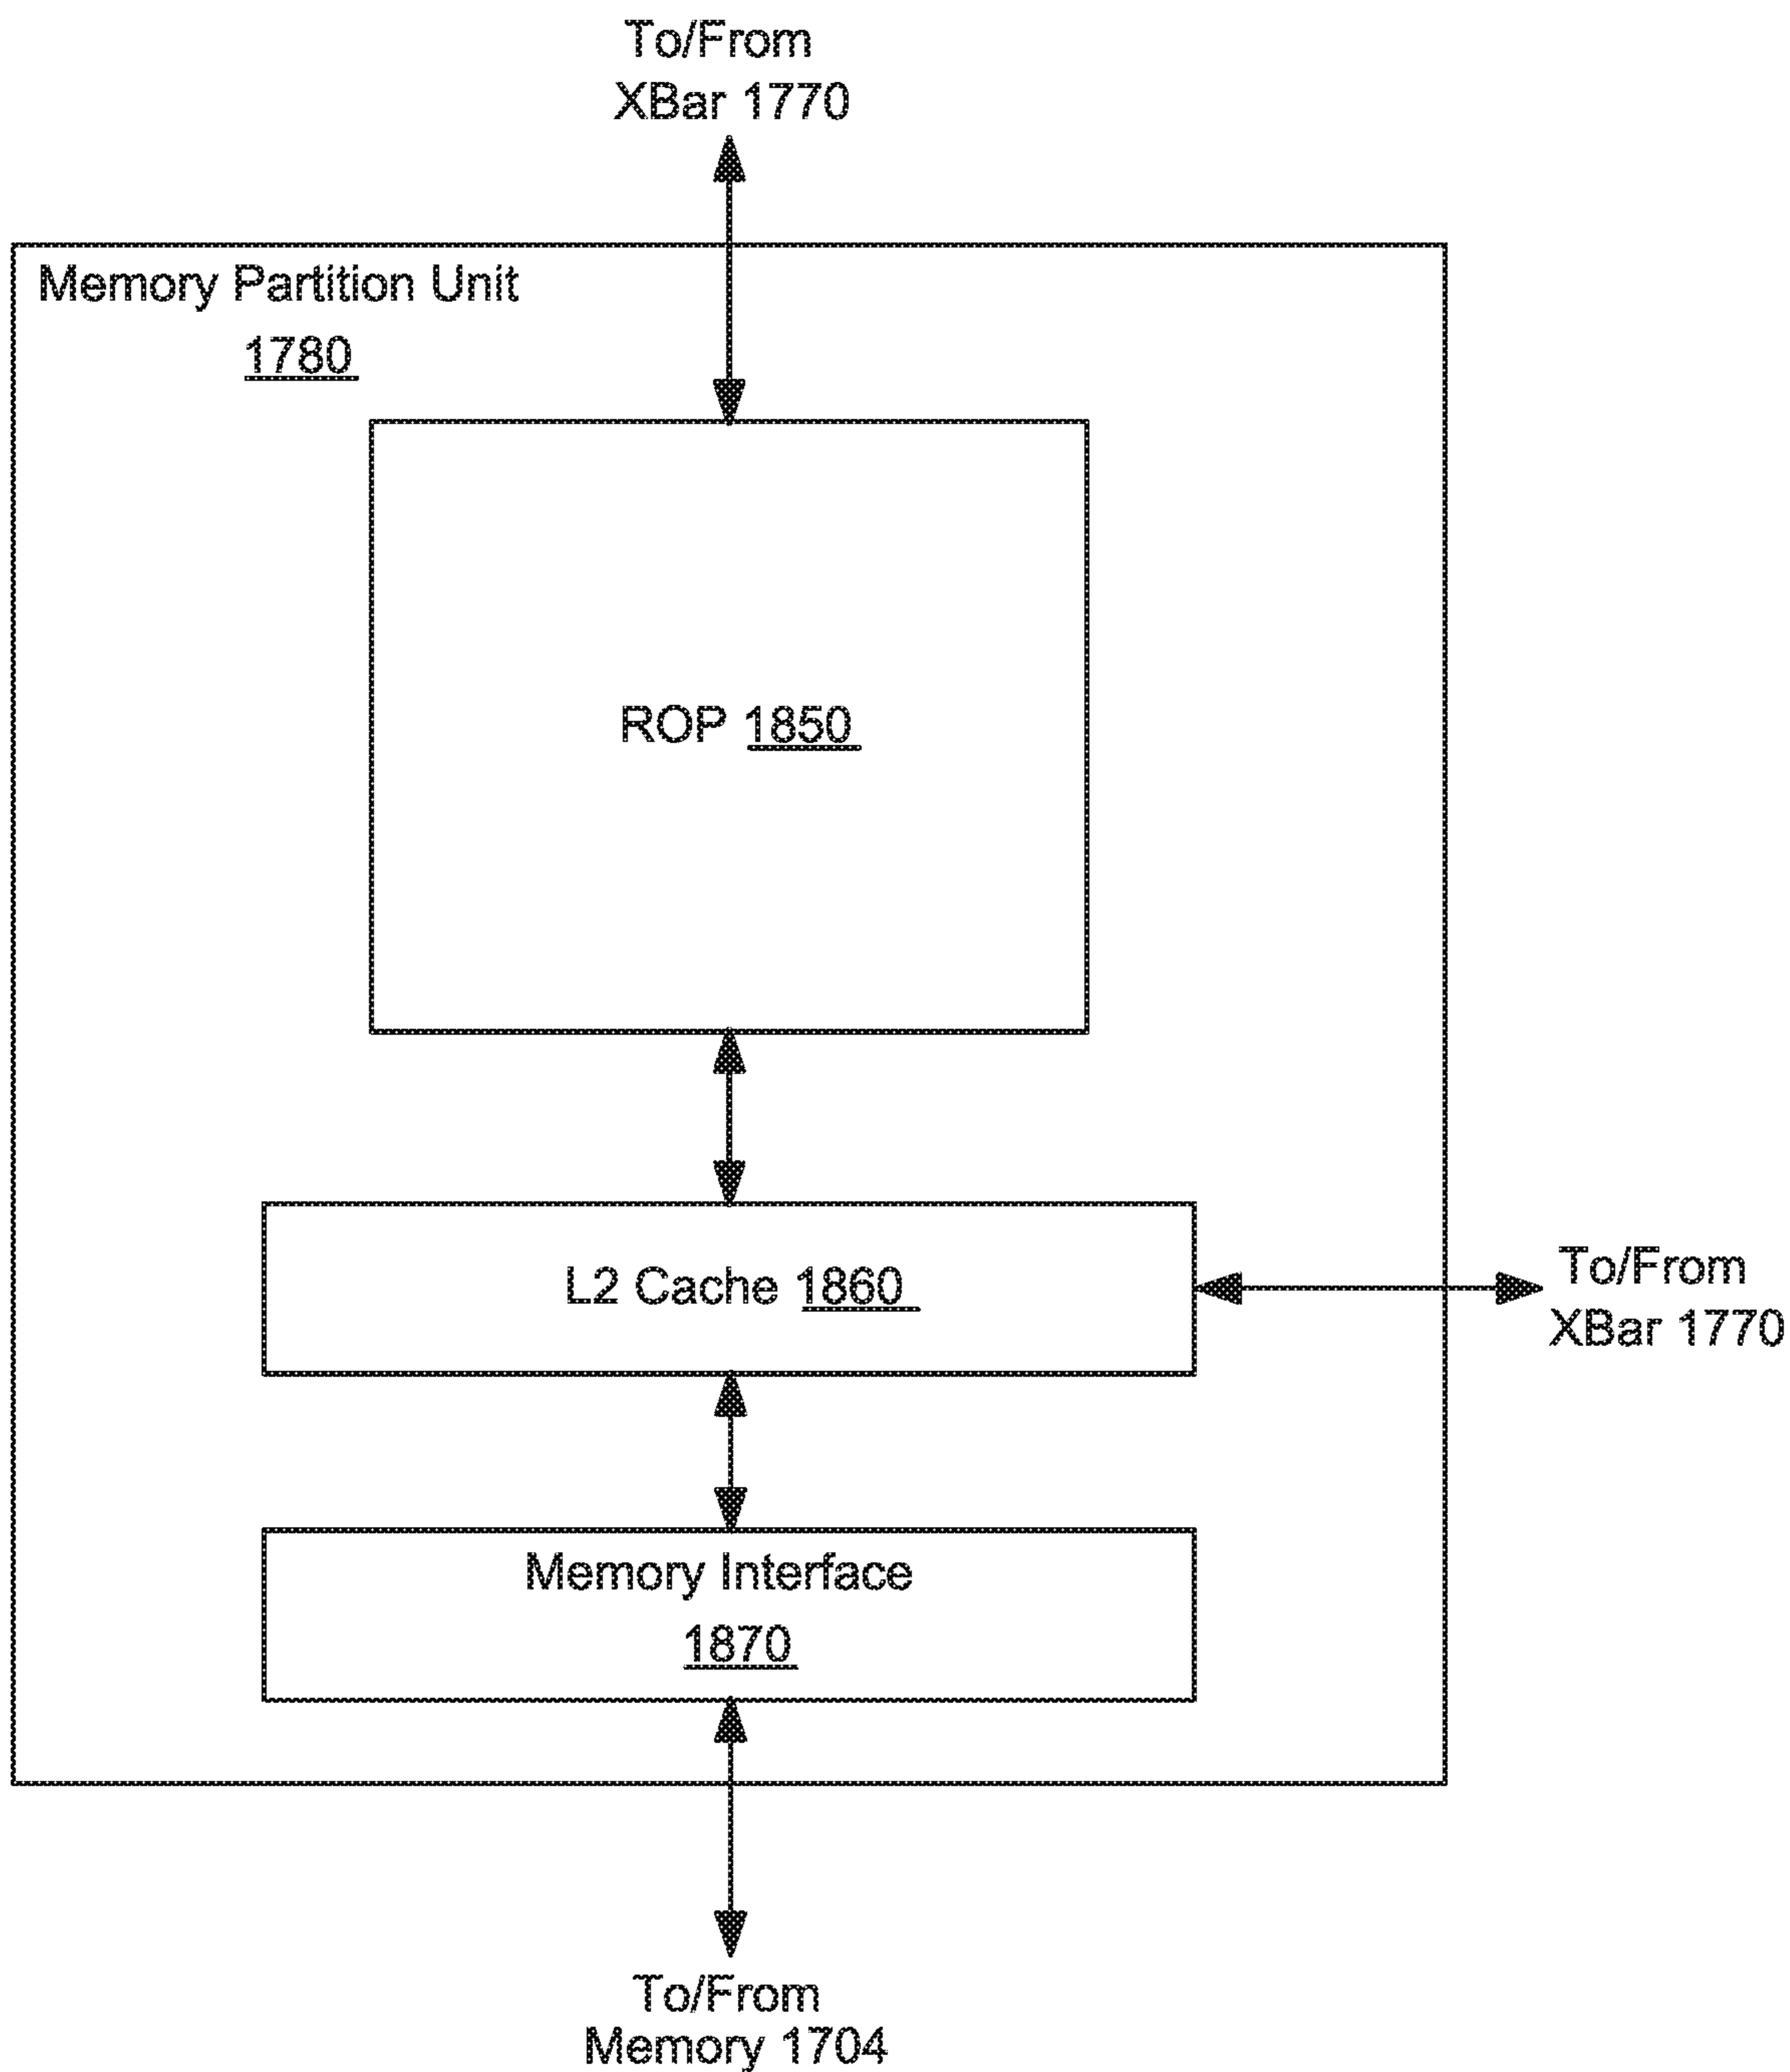 To/From
XBar 1770
Memory Partition Unit
1780
ROP 1850
L2 Cache 1860
To/From
XBar 1770
Memory Interface
1870
To/From
Memory 1704